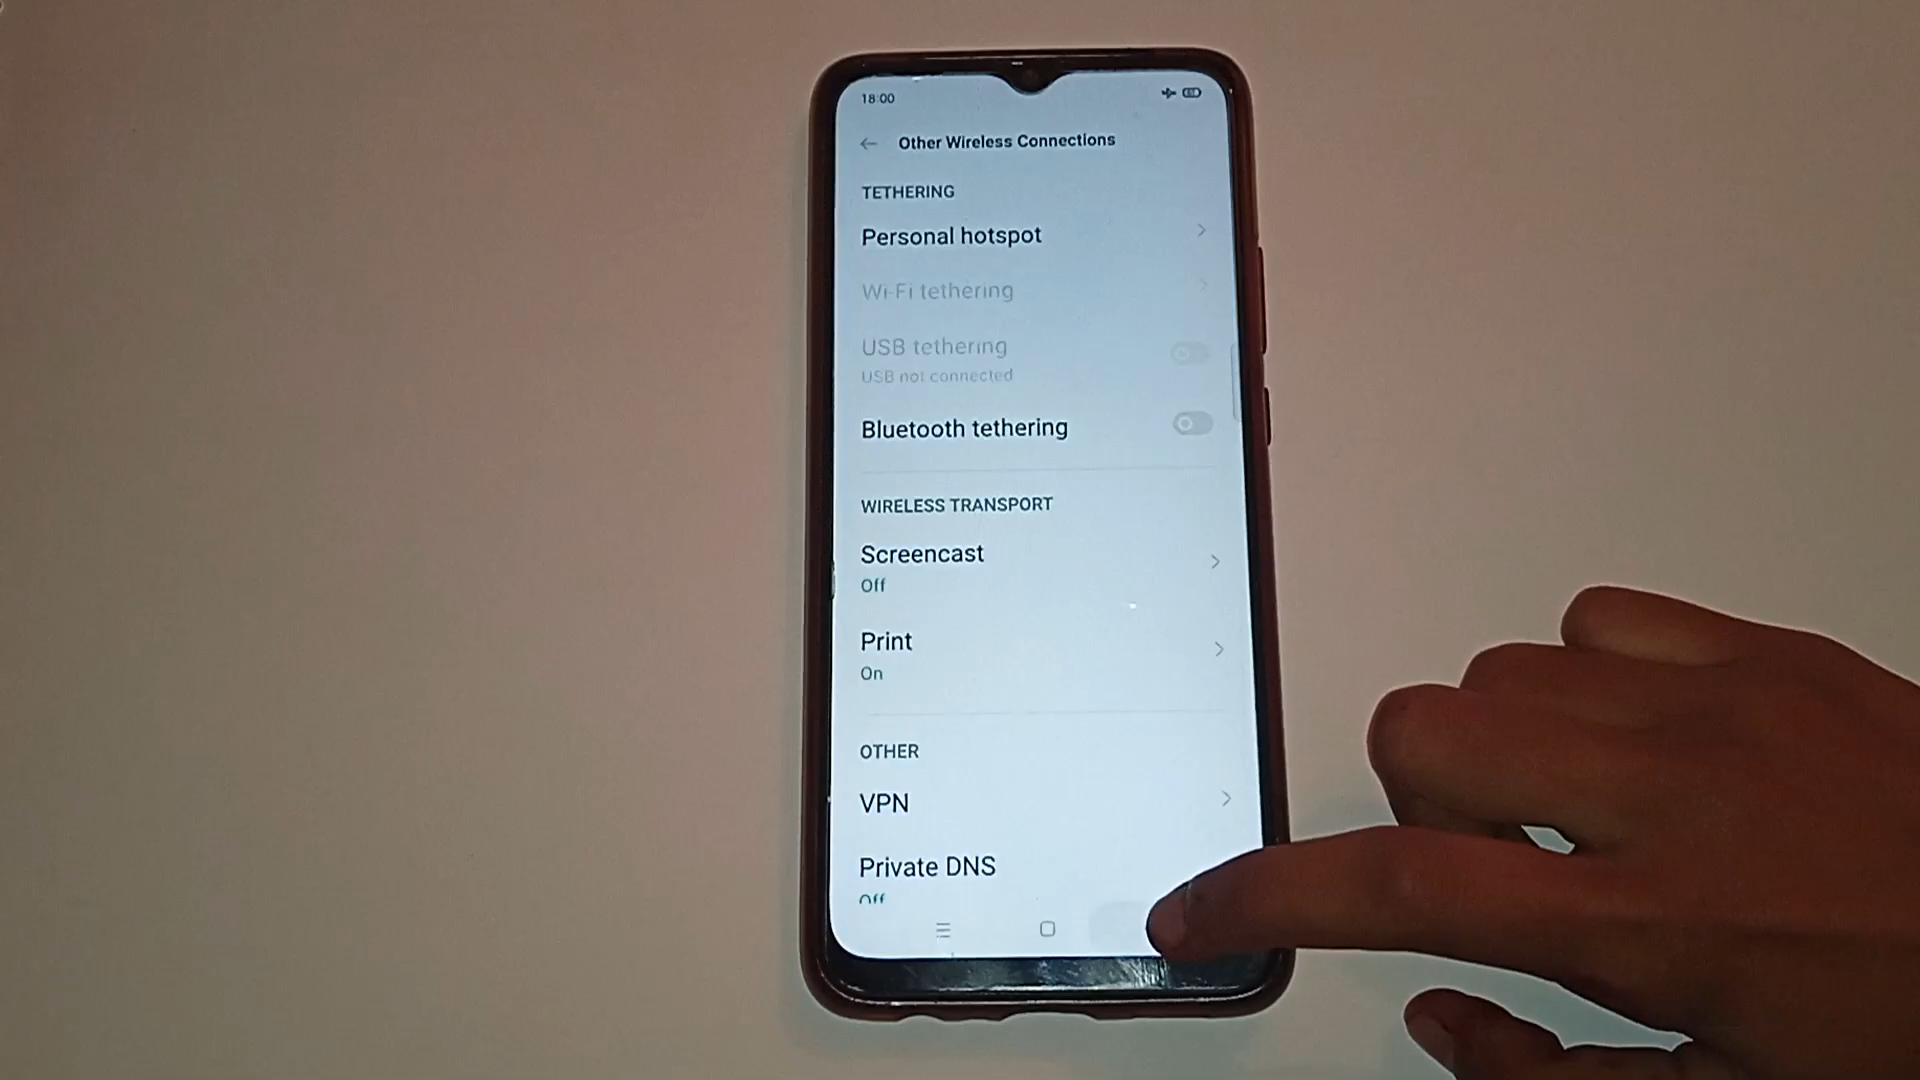 18:00
Other Wireless Connections
TETHERING
Personal hotspot
Wi-Fi tethering
USB tethering
USB not connected
Bluetooth tethering
WIRELESS TRANSPORT
Screencast
Off
Print
On
OTHER
VPN
Private DNS
Off